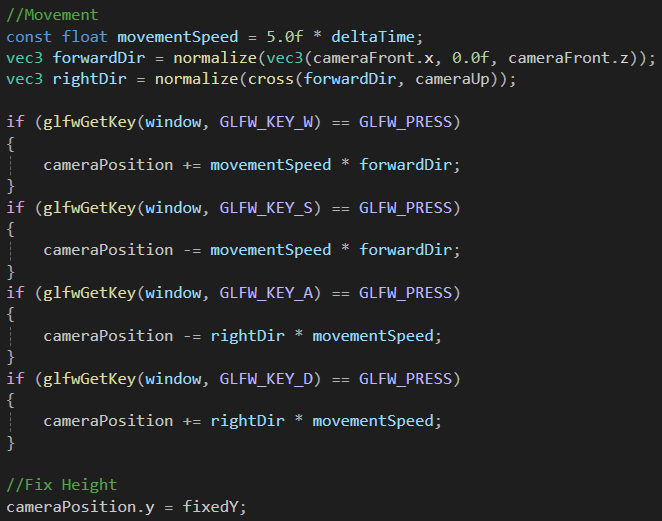 //Movement
const float movementSpeed = 5.0f * deltaTime;
vec3 forwardDir = normalize(vec3(cameraFront.x, 0.0f, cameraFront.z));
vec3 rightDir = normalize(cross(forwardDir, cameraUp));

if (glfwGetKey(window, GLFW_KEY_W) == GLFW_PRESS)
{
    cameraPosition += movementSpeed * forwardDir;
}
if (glfwGetKey(window, GLFW_KEY_S) == GLFW_PRESS)
{
    cameraPosition -= movementSpeed * forwardDir;
}
if (glfwGetKey(window, GLFW_KEY_A) == GLFW_PRESS)
{
    cameraPosition -= rightDir * movementSpeed;
}
if (glfwGetKey(window, GLFW_KEY_D) == GLFW_PRESS)
{
    cameraPosition += rightDir * movementSpeed;
}

//Fix Height
cameraPosition.y = fixedY;